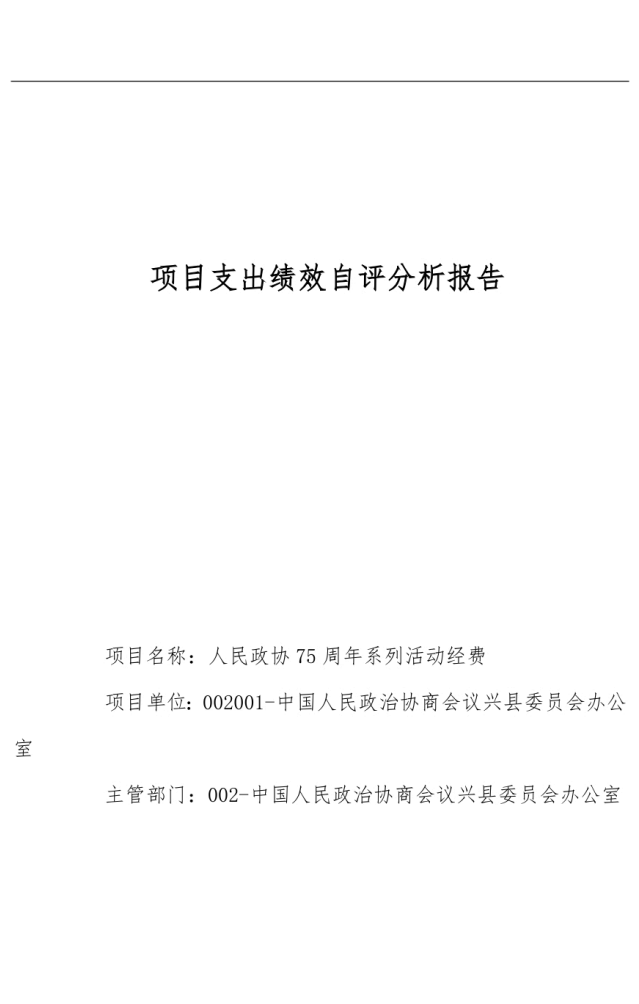 项目支出绩效自评分析报告
项目名称：人民政协 75 周年系列活动经费
项目单位：002001-中国人民政治协商会议兴县委员会办公
室
主管部门：002-中国人民政治协商会议兴县委员会办公室